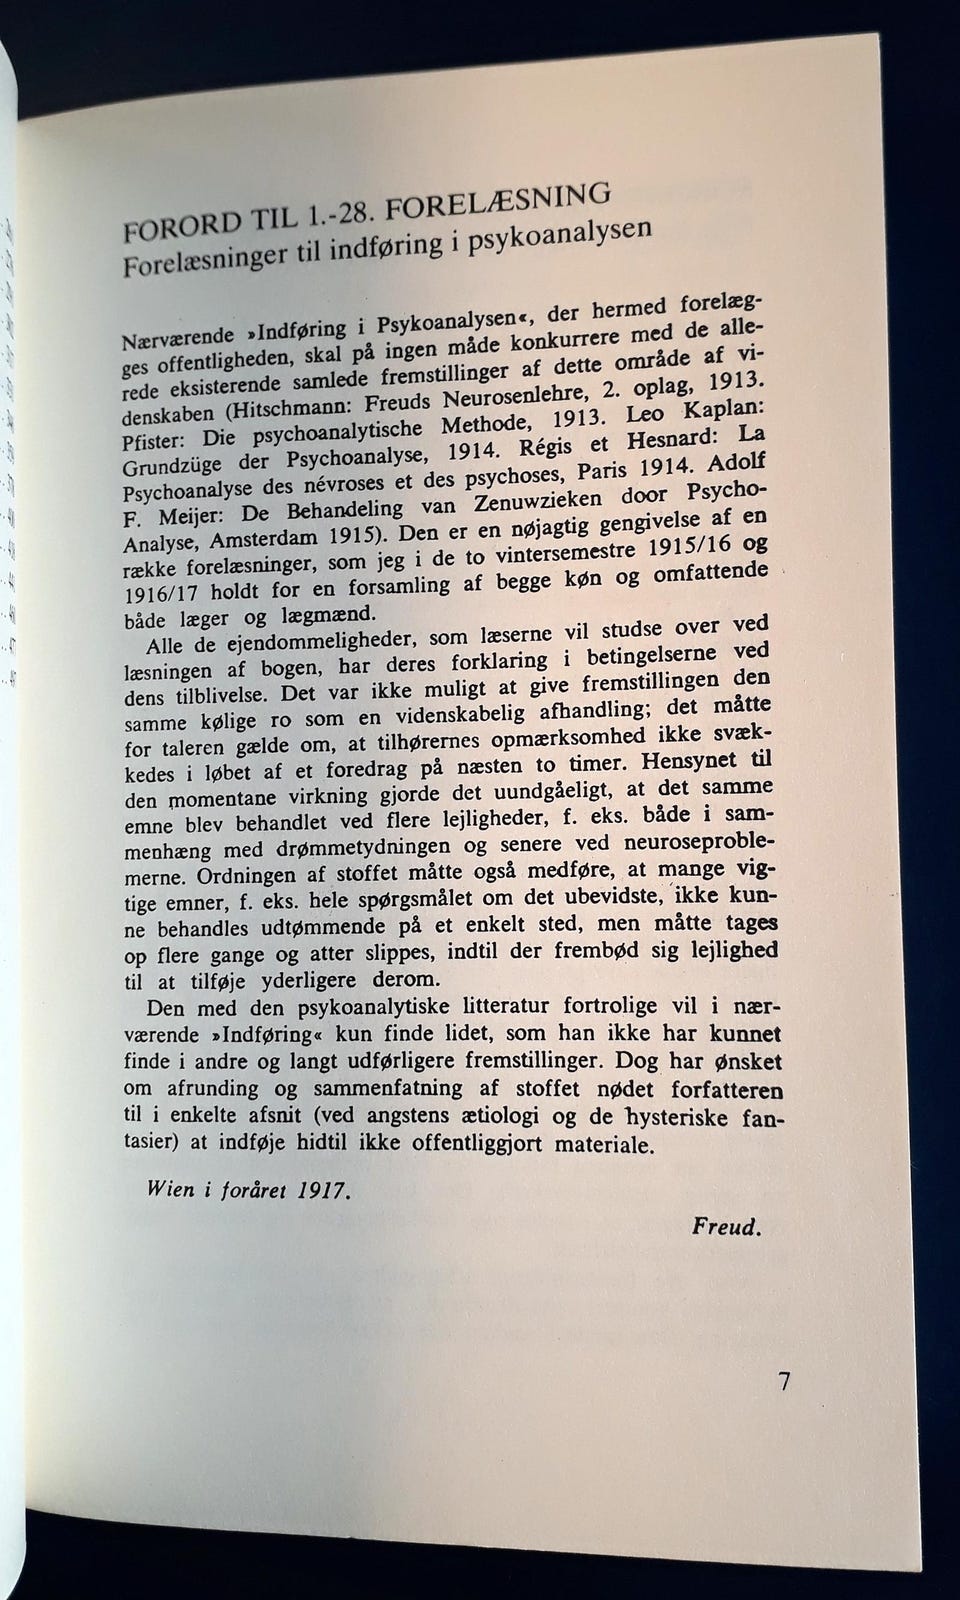 FORORD TIL 1.-28. FORELÆSNING
Forelæsninger til indføring i psykoanalysen
Nærværende »Indføring i Psykoanalysen«, der hermed forelæg-
ges offentligheden, skal på ingen måde konkurrere med de alle-
rede eksisterende samlede fremstillinger af dette område af vi-
denskaben (Hitschmann: Freuds Neurosenlehre, 2. oplag, 1913.
Pfister: Die psychoanalytische Methode, 1913. Leo Kaplan:
Grundzüge der Psychoanalyse, 1914. Régis et Hesnard: La
Psychoanalyse des névroses et des psychoses, Paris 1914. Adolf
F. Meijer: De Behandeling van Zenuwzieken door Psycho-
Analyse, Amsterdam 1915). Den er en nøjagtig gengivelse af en
række forelæsninger, som jeg i de to vintersemestre 1915/16 og
1916/17 holdt for en forsamling af begge køn og omfattende
både læger og lægmænd.
Alle de ejendommeligheder, som læserne vil studse over ved
læsningen af bogen, har deres forklaring i betingelserne ved
dens tilblivelse. Det var ikke muligt at give fremstillingen den
samme kølige ro som en videnskabelig afhandling; det måtte
for taleren gælde om, at tilhørernes opmærksomhed ikke svæk-
kedes i løbet af et foredrag på næsten to timer. Hensynet til
den momentane virkning gjorde det uundgåeligt, at det samme
emne blev behandlet ved flere lejligheder, f. eks. både i sam-
menhæng med drømmetydningen og senere ved neuroseproble-
merne. Ordningen af stoffet måtte også medføre, at mange vig-
tige emner, f. eks. hele spørgsmålet om det ubevidste, ikke kun-
ne behandles udtømmende på et enkelt sted, men måtte tages
op flere gange og atter slippes, indtil der frembød sig lejlighed
til at tilføje yderligere derom.
Den med den psykoanalytiske litteratur fortrolige vil i nær-
værende »Indføring« kun finde lidet, som han ikke har kunnet
finde i andre og langt udførligere fremstillinger. Dog har ønsket
om afrunding og sammenfatning af stoffet nødet forfatteren
til i enkelte afsnit (ved angstens ætiologi og de hysteriske fan-
tasier) at indføje hidtil ikke offentliggjort materiale.
Wien i foråret 1917.
Freud.
7